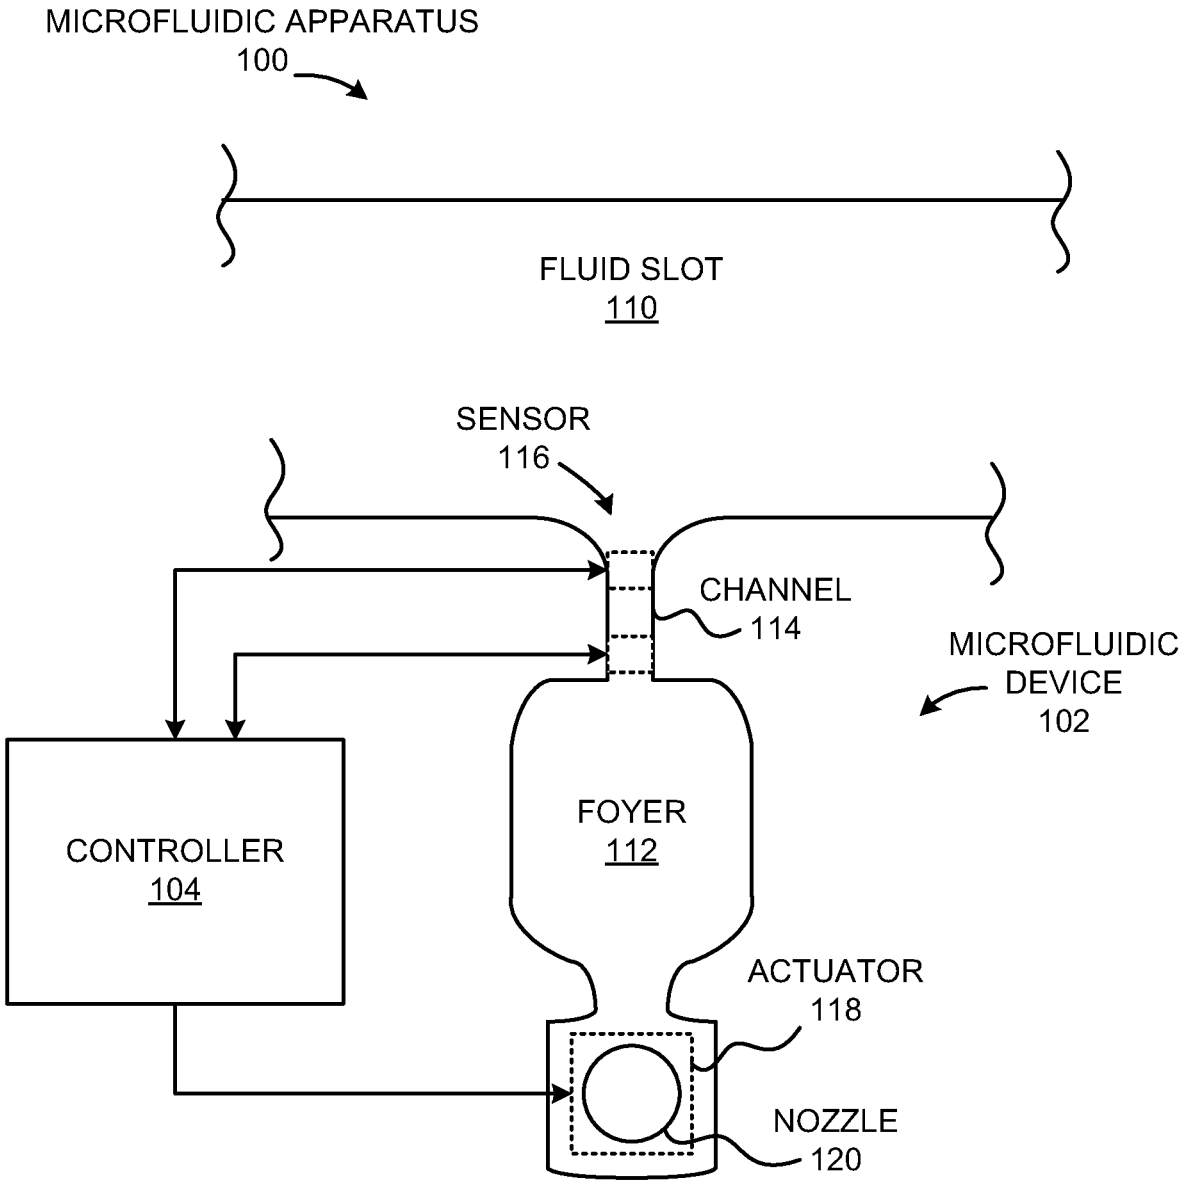 MICROFLUIDIC APPARATUS
100
FLUID SLOT
110
SENSOR
116
CHANNEL
114
MICROFLUIDIC
DEVICE
102
FOYER
112
CONTROLLER
104
ACTUATOR
118
NOZZLE
120